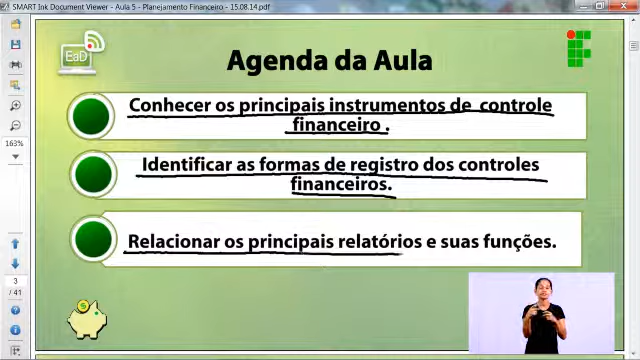 SMART Ink Document Viewer - Aula 5 - Planejamento Financeiro - 15.08.14.pdf
EaD
Agenda da Aula
Conhecer os principais instrumentos de controle
financeiro .
Identificar as formas de registro dos controles
financeiros.
Relacionar os principais relatórios e suas funções.
163%
3
/ 41